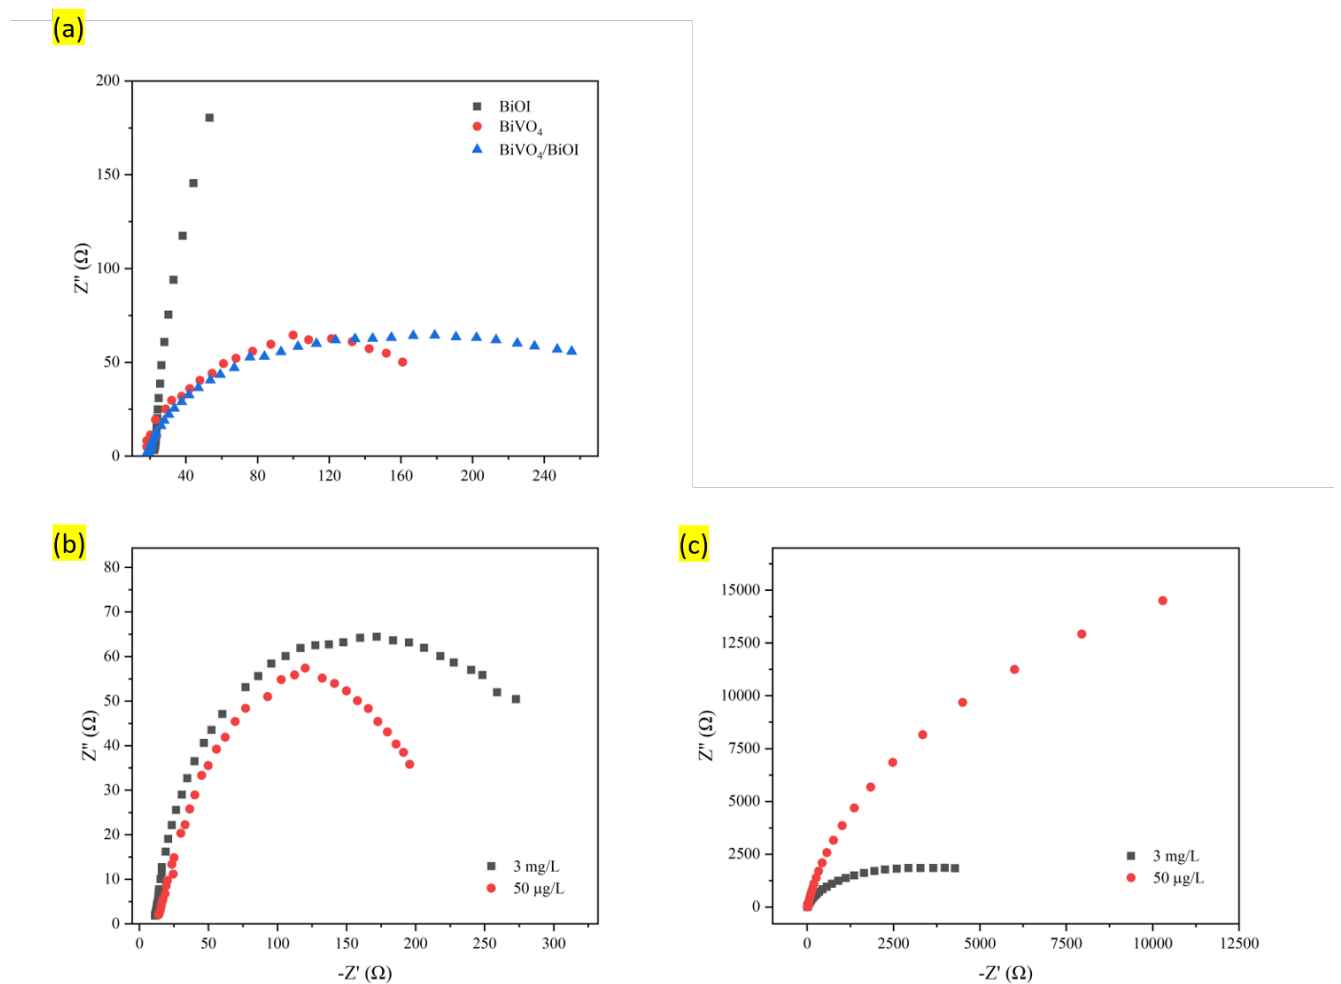 (a)
200
150
100
50
0
Z" (Ω)
BiOI
BiVO₄
BiVO₄/BiOI
40 80 120 160 200 240
(b)
80
70
60
50
40
30
20
10
0
Z" (Ω)
3 mg/L
50 µg/L
0 50 100 150 200 250 300
-Z' (Ω)
(c)
15000
12500
10000
7500
5000
2500
0
Z" (Ω)
3 mg/L
50 µg/L
0 2500 5000 7500 10000 12500
-Z' (Ω)